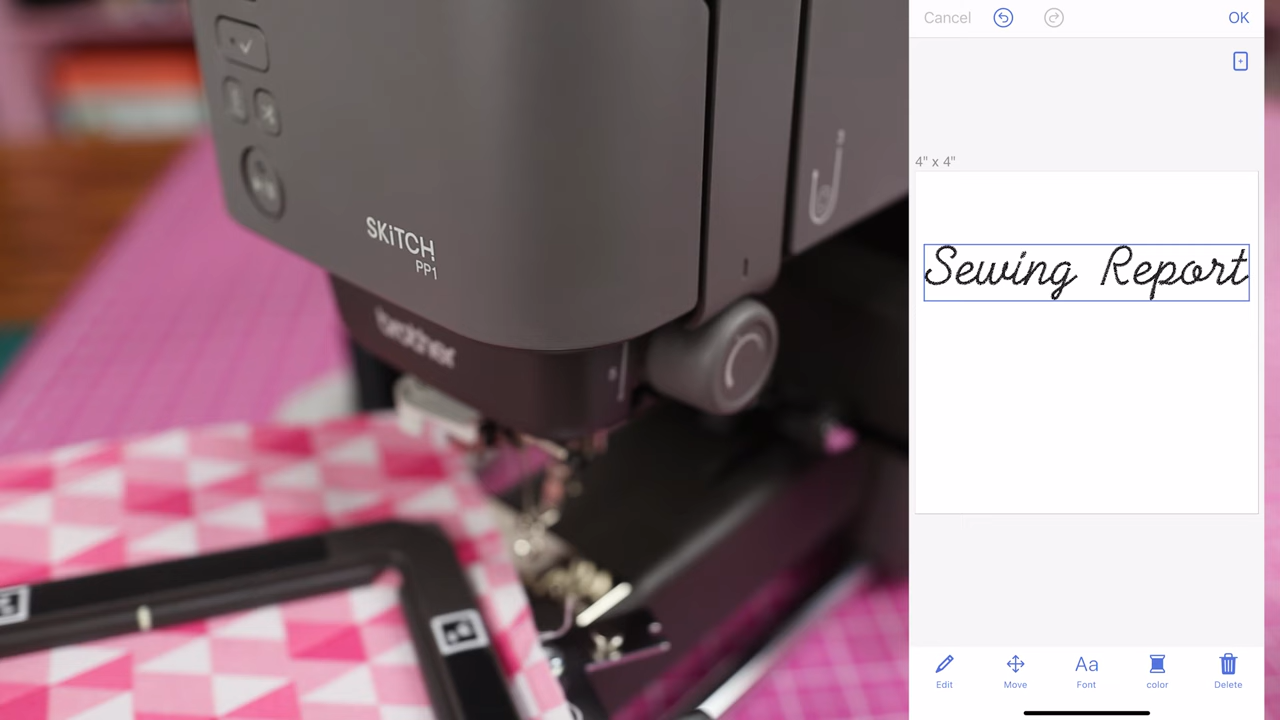 SKiTCH
PP1
brother
Cancel
OK
4" x 4"
Sewing Report
Edit
Move
Aa
Font
color
Delete